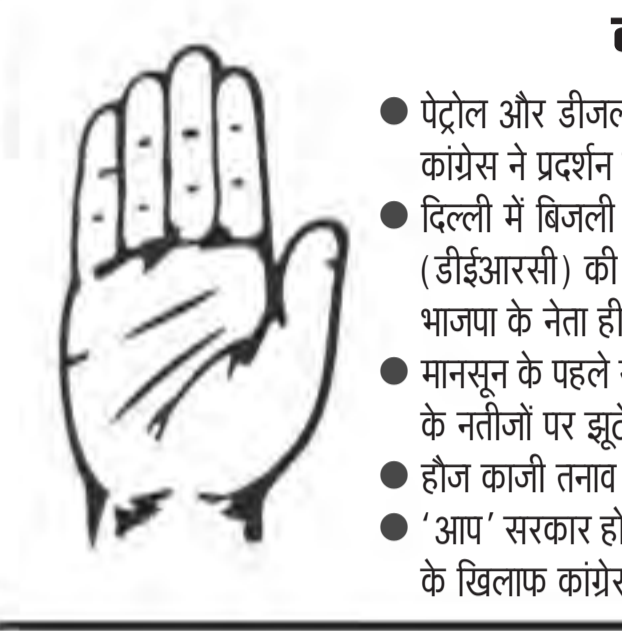 ● पेट्रोल और डीजल
कांग्रेस ने प्रदर्शन
● दिल्ली में बिजली
(डीईआरसी) की
भाजपा के नेता ही
● मानसून के पहले
के नतीजों पर
● हौज काजी तनाव
● ‘आप’ सरकार
के खिलाफ